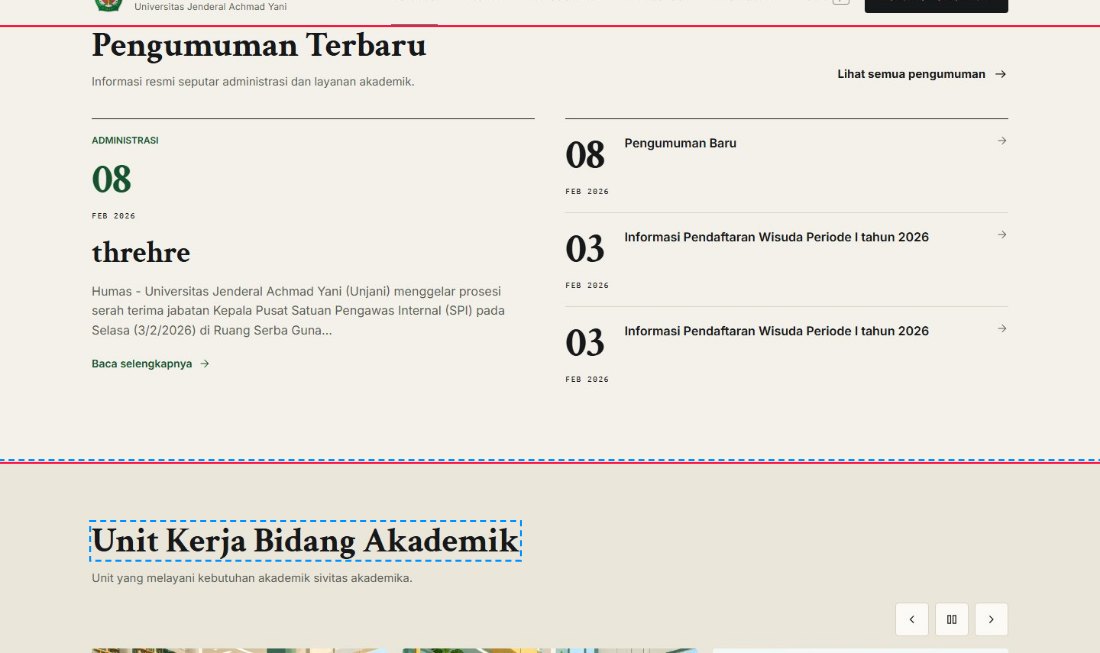 Universitas Jenderal Achmad Yani
Pengumuman Terbaru
Informasi resmi seputar administrasi dan layanan akademik.
Lihat semua pengumuman
ADMINISTRASI
08
FEB 2026
threhre
Humas - Universitas Jenderal Achmad Yani (Unjani) menggelar prosesi
serah terima jabatan Kepala Pusat Satuan Pengawas Internal (SPI) pada
Selasa (3/2/2026) di Ruang Serba Guna...
Baca selengkapnya
08
FEB 2026
Pengumuman Baru
03
FEB 2026
Informasi Pendaftaran Wisuda Periode I tahun 2026
03
FEB 2026
Informasi Pendaftaran Wisuda Periode I tahun 2026
Unit Kerja Bidang Akademik
Unit yang melayani kebutuhan akademik sivitas akademika.